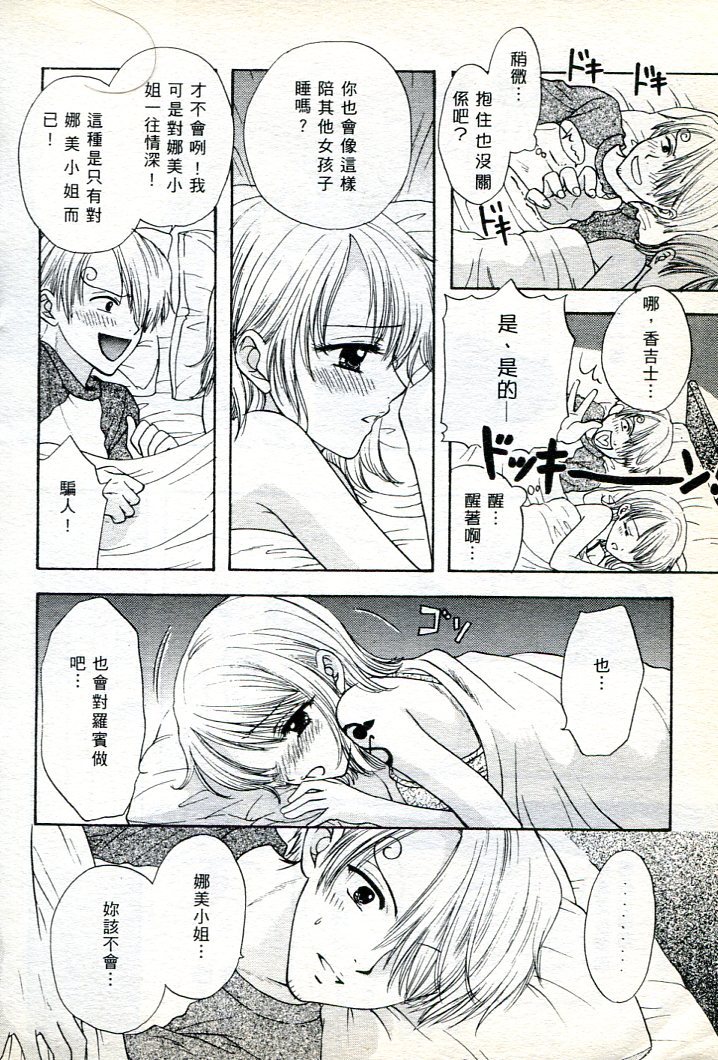 稍微…
抱住也沒關
係吧？
ドキ
ドキ
ドキ
哪，香吉士…
是、是的—
ドッキーーン!
醒…
醒著啊…
你也會像這樣
陪其他女孩子
睡嗎？
才不會咧！我
可是對娜美小
姐一往情深！
這種是只有對
娜美小姐而
已！
騙人！
也…
ゴソ
也會對羅賓做
吧…
………
娜美小姐…
妳該不會…